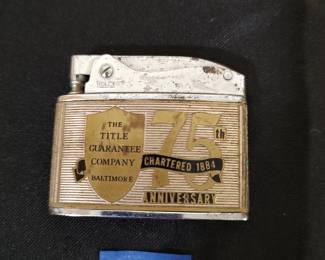 THE
TITLE
GUARANTEE
COMPANY
BALTIMORE
75th
CHARTERED 1884
ANNIVERSARY